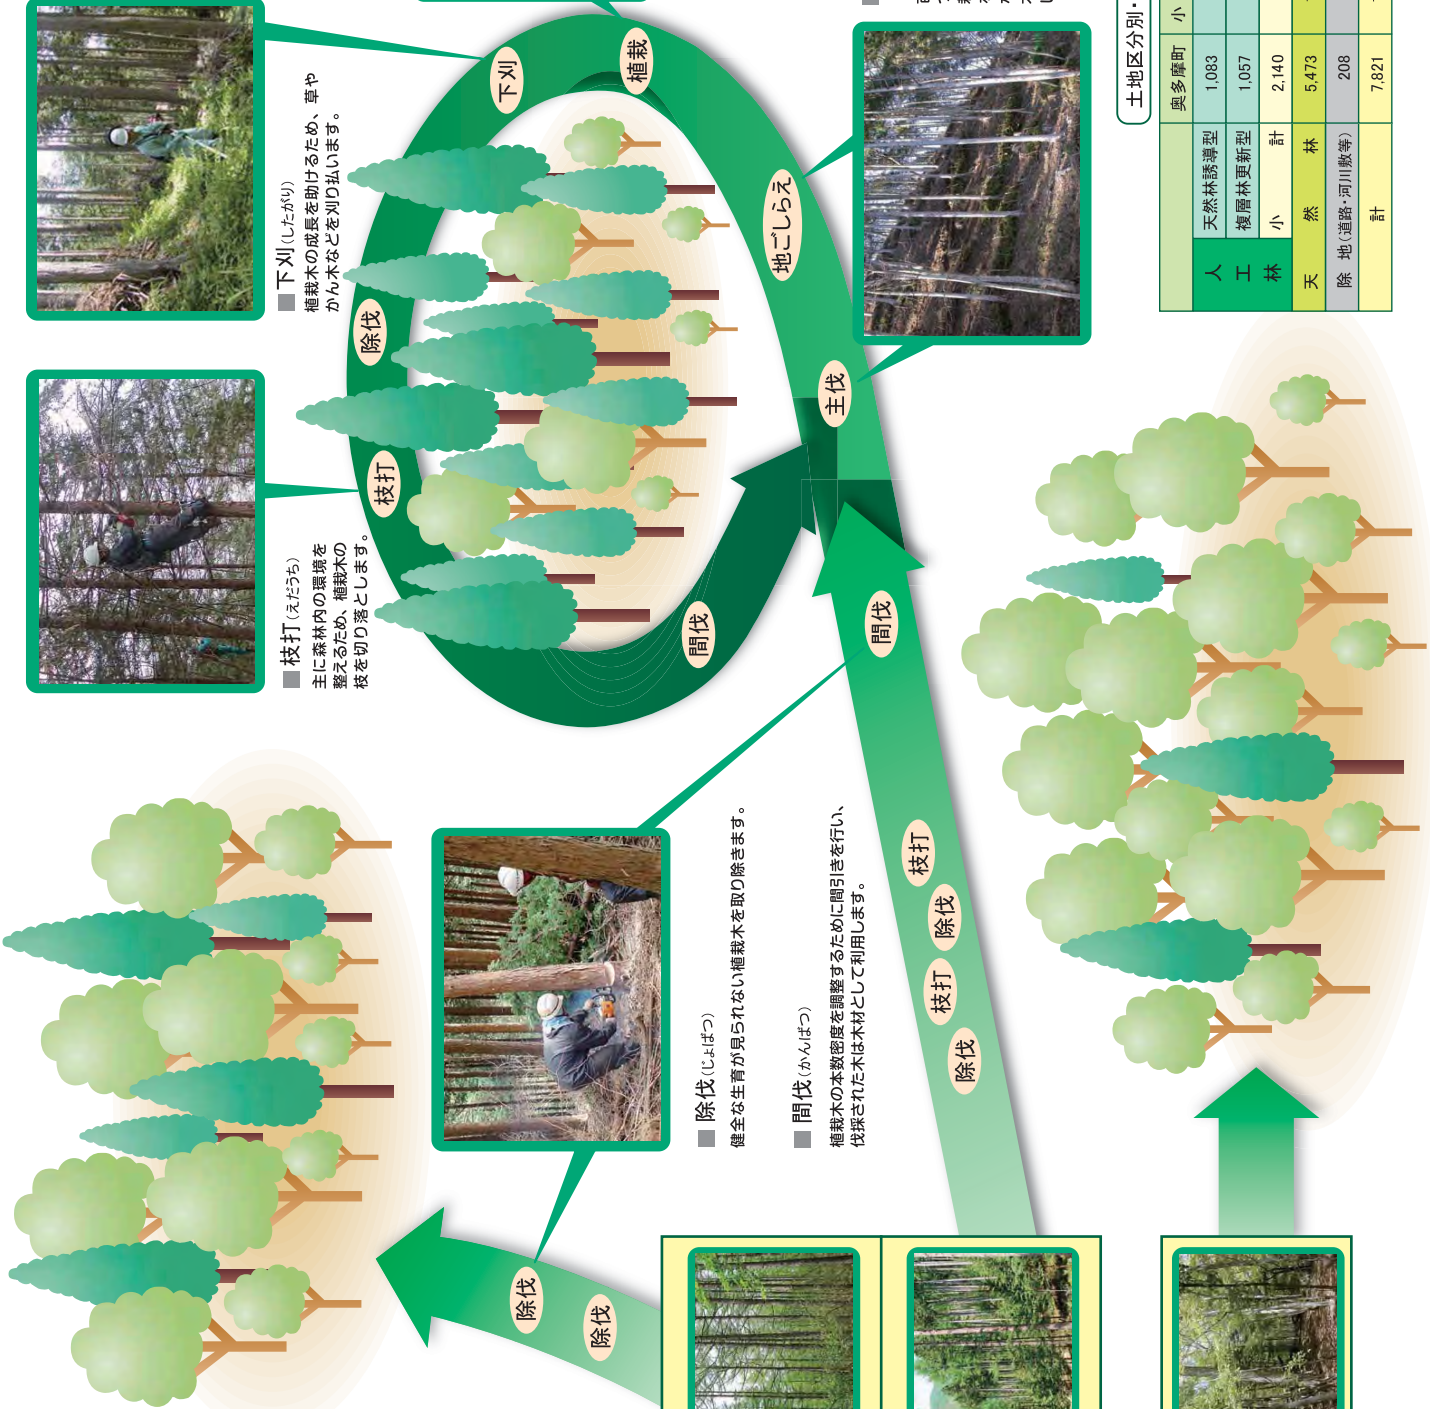 下刈
植栽
地ごしらえ
主伐
除伐
枝打
間伐
■下刈(したがり)
植栽木の成長を助けるため、草や
かん木などを刈り払います。
■枝打(えだうち)
主に森林内の環境を
整えるため、植栽木の
枝を切り落とします。
間伐
枝打
除伐
枝打
除伐
■除伐(じょばつ)
健全な生育が見られない植栽木を取り除きます。
■間伐(かんばつ)
植栽木の本数密度を調整するために間引きを行い、
伐採された木は木材として利用します。
除伐
除伐
土地区分別・
奥多摩町 小
人工林 天然林誘導型 1,083
複層林更新型 1,057
小計 2,140
天然林 5,473
除地(道路・河川敷等) 208
計 7,821